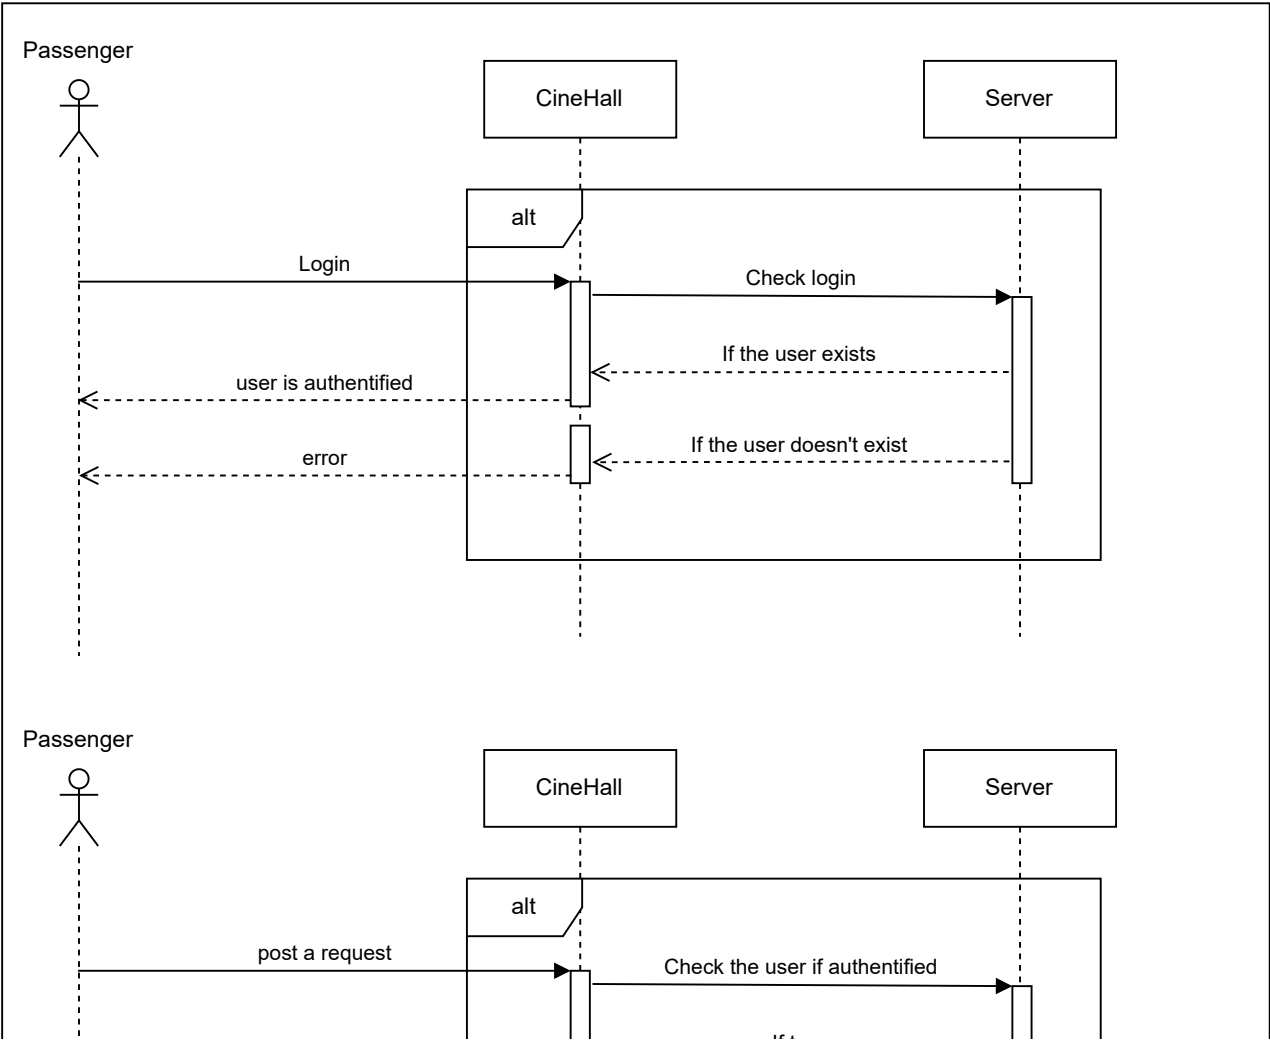 Passenger
CineHall
Server
alt
Login
Check login
If the user exists
user is authentified
If the user doesn't exist
error
Passenger
CineHall
Server
alt
post a request
Check the user if authentified